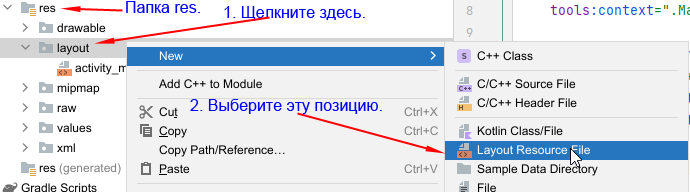 res
Папка res.
1. Щелкните здесь.
8
tools:context=".Ma
9
drawable
layout
New
C++ Class
activity_m
mipmap
Add C++ to Module
C/C++ Source File
raw
Cut
Ctrl+X
2. Выберите эту позицию.
C/C++ Header File
values
Copy
Ctrl+C
Kotlin Class/File
xml
Copy Path/Reference...
Layout Resource File
res (generated)
Paste
Ctrl+V
Sample Data Directory
Gradle Scripts
File